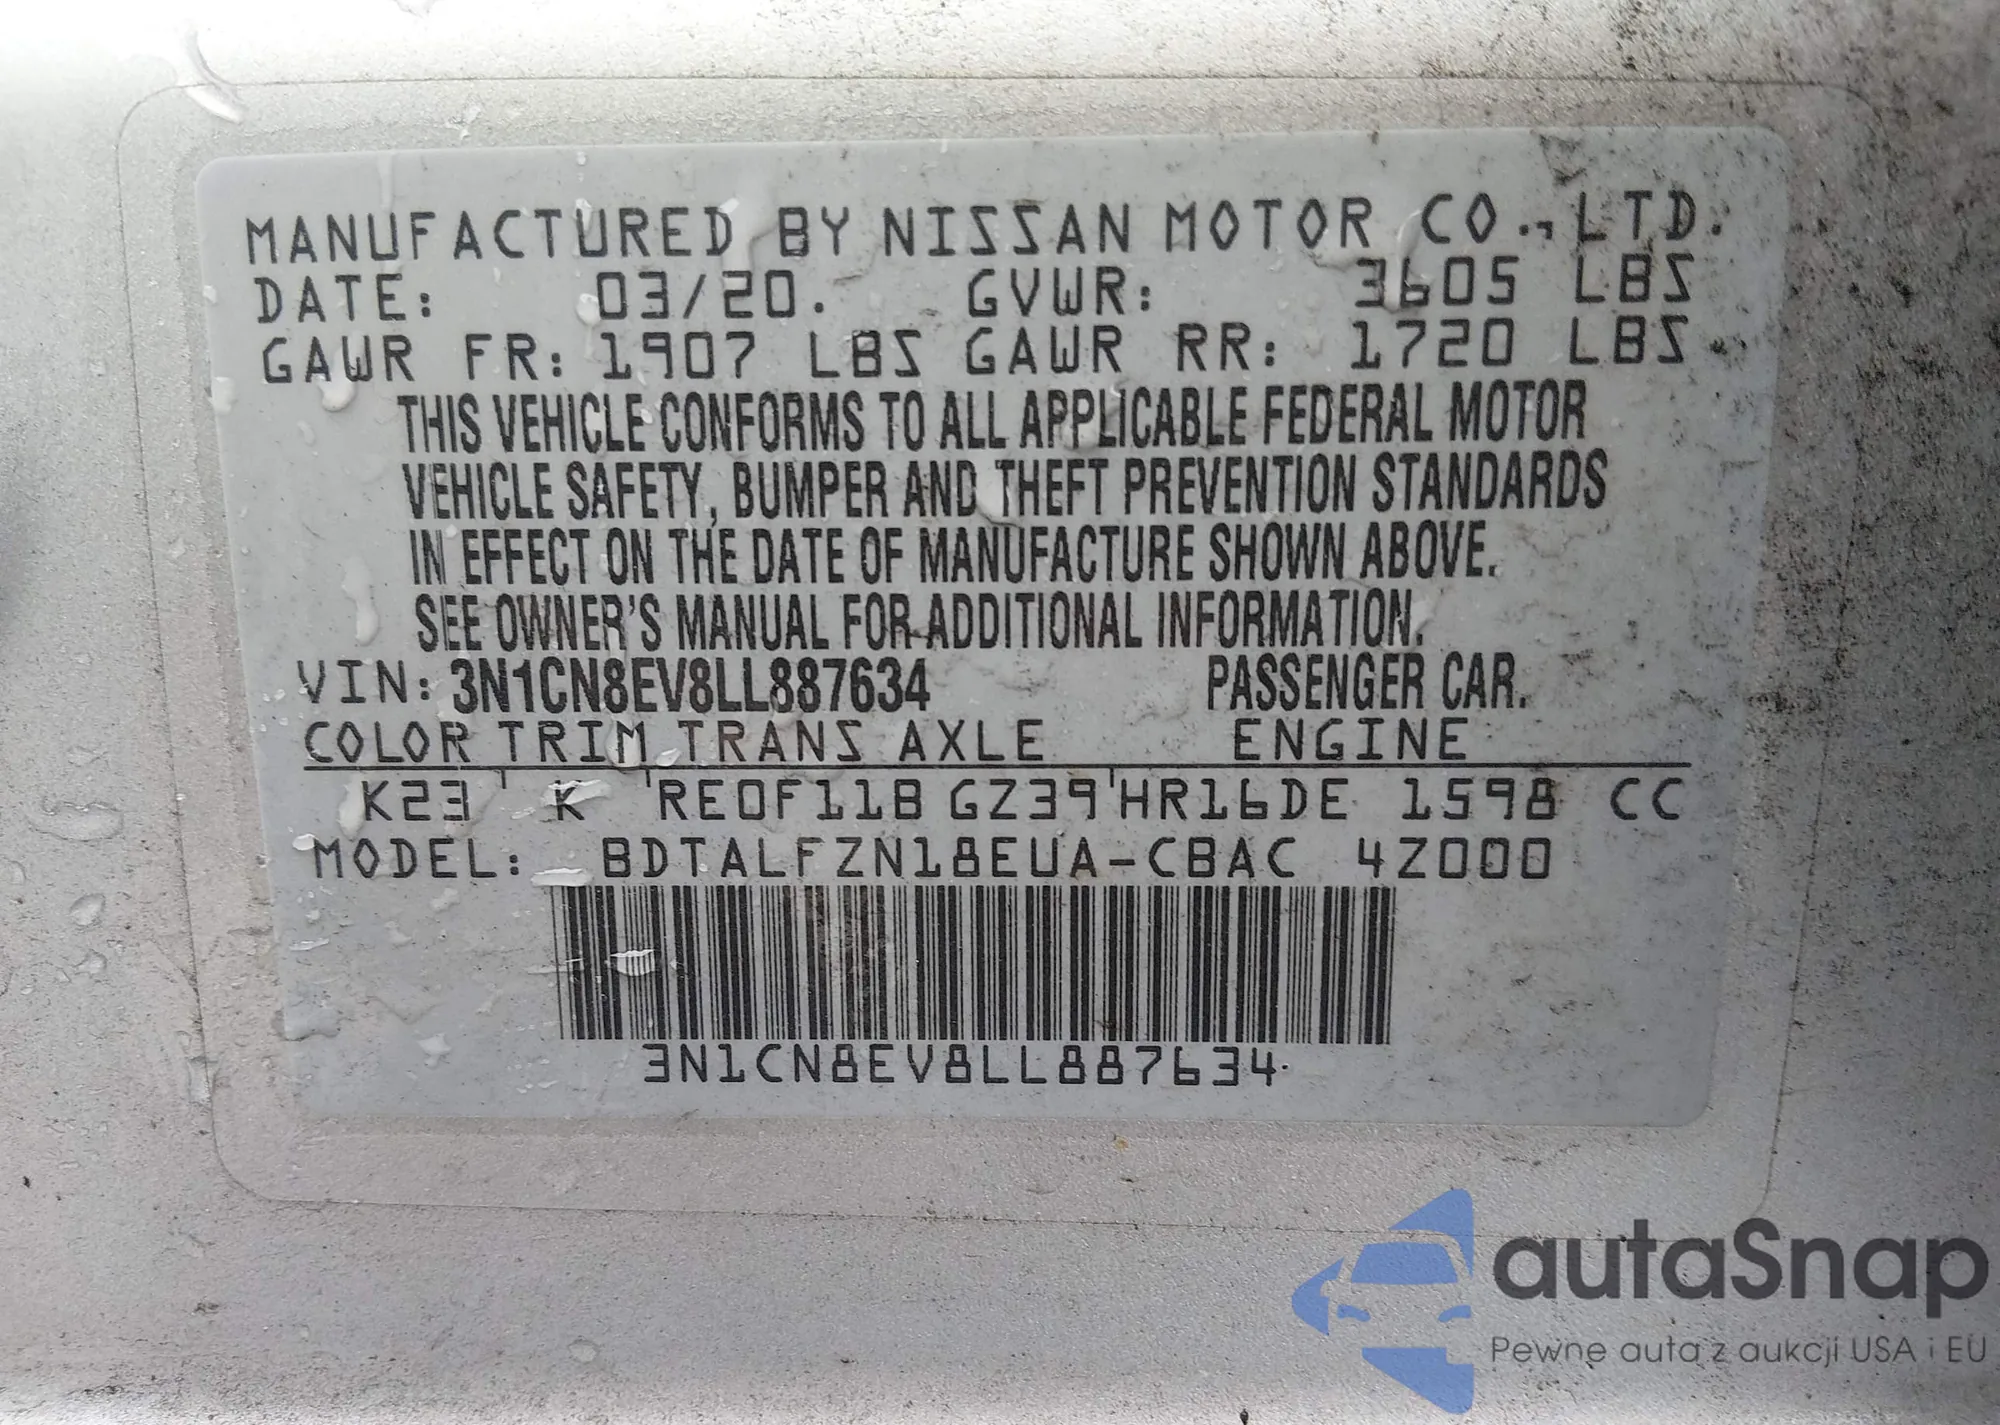 MANUFACTURED BY NISSAN MOTOR CO., LTD.
DATE: 03/20. GVWR: 3605 LBS
GAWR FR: 1907 LBS GAWR RR: 1720 LBS
THIS VEHICLE CONFORMS TO ALL APPLICABLE FEDERAL MOTOR
VEHICLE SAFETY, BUMPER AND THEFT PREVENTION STANDARDS
IN EFFECT ON THE DATE OF MANUFACTURE SHOWN ABOVE.
SEE OWNER'S MANUAL FOR ADDITIONAL INFORMATION.
VIN: 3N1CN8EV8LL887634 PASSENGER CAR.
COLOR TRIM TRANS AXLE ENGINE
K23 K RE0F11B GZ39 HR16DE 1598 CC
MODEL: BDTALFZN18EUA-CBAC 4Z000
3N1CN8EV8LL887634
autaSnap
Pewne auta z aukcji USA i EU